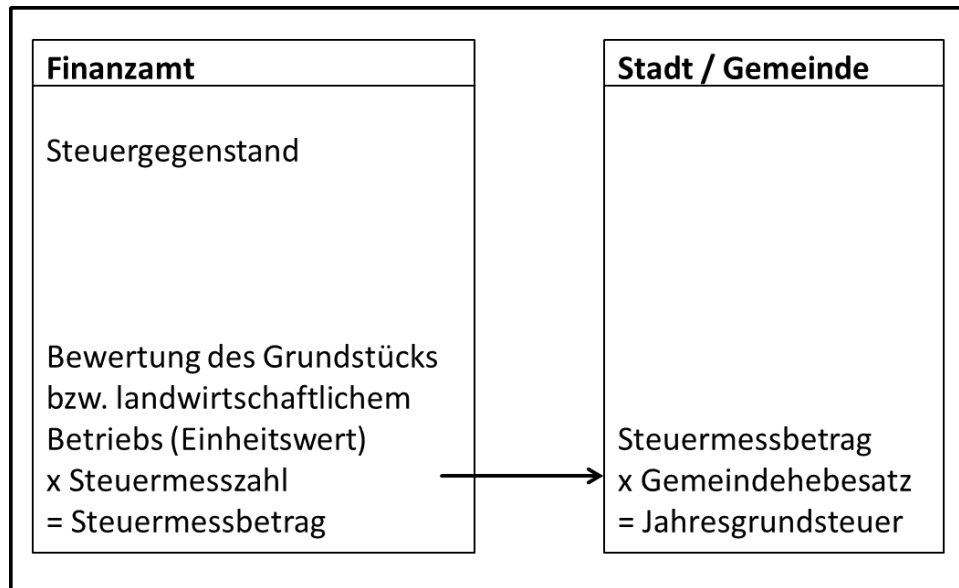 Finanzamt
Steuergegenstand
Bewertung des Grundstücks
bzw. landwirtschaftlichem
Betriebs (Einheitswert)
x Steuermesszahl
= Steuermessbetrag
Stadt / Gemeinde
Steuermessbetrag
x Gemeindehebesatz
= Jahresgrundsteuer